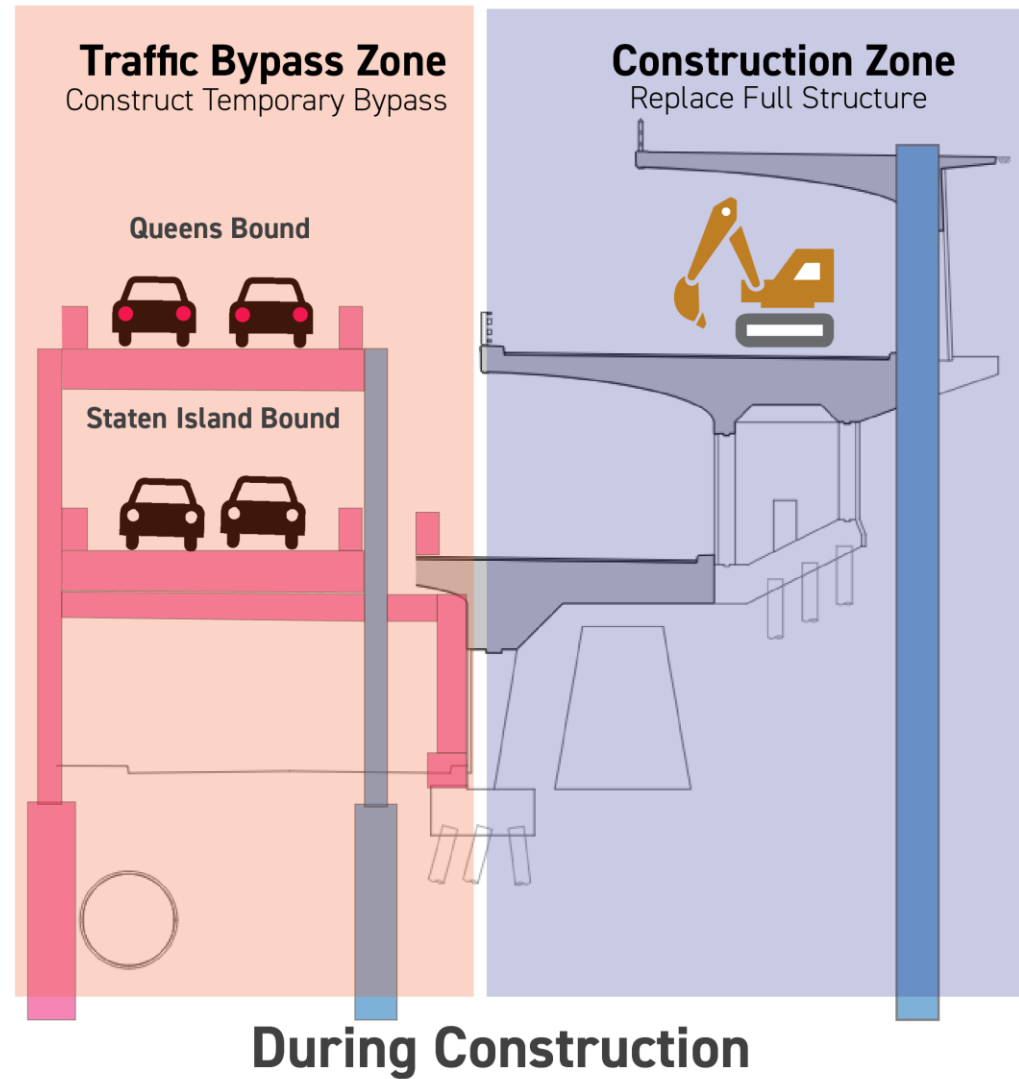 Traffic Bypass Zone
Construct Temporary Bypass
Construction Zone
Replace Full Structure
Queens Bound
Staten Island Bound
During Construction